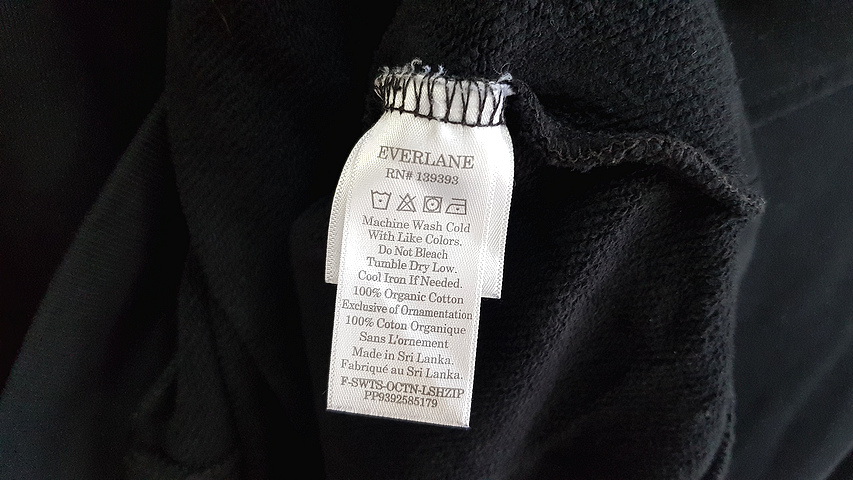 EVERLANE
RN# 139393
Machine Wash Cold
With Like Colors.
Do Not Bleach
Tumble Dry Low.
Cool Iron If Needed.
100% Organic Cotton
Exclusive of Ornamentation
100% Coton Organique
Sans L'ornement
Made in Sri Lanka.
Fabriqué au Sri Lanka.
F-SWTS-OCTN-LSHZIP
PP9392585179